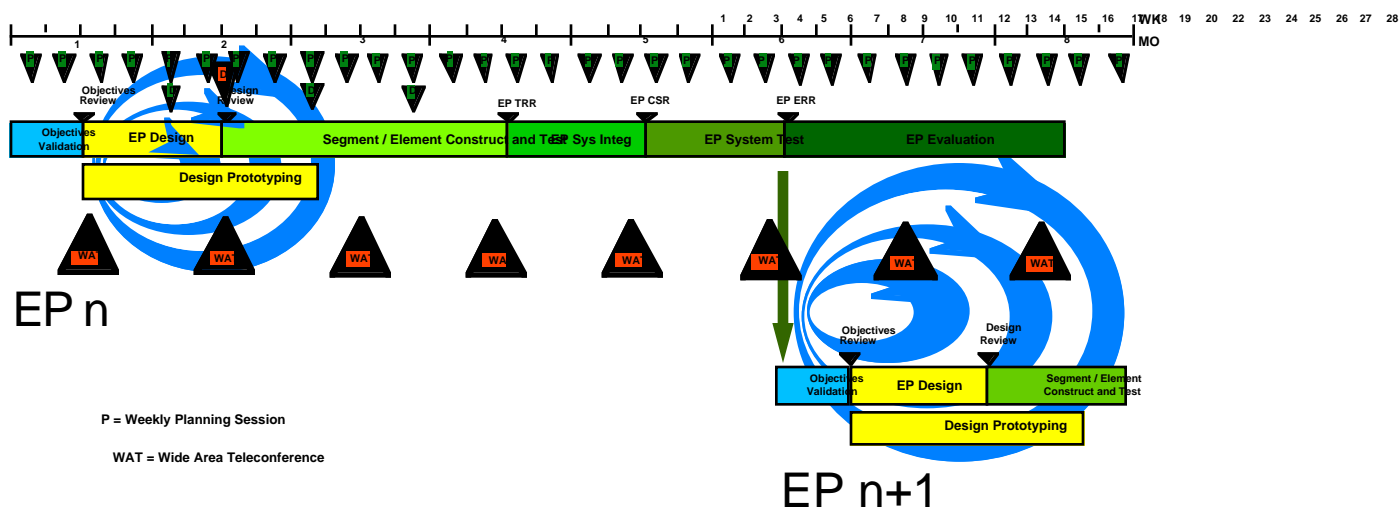 1 2 3 4 5 6 7 8 9 10 11 12 13 14 15 16 17 18 19 20 22 23 24 25 26 27 28
WK
MO
1 2 3 4 5 6 7 8
P P P P P P P P P P P P P P P P P P P P P P P P P P P P P P P P
D D D D
Objectives
Review
Design
Review
EP TRR
EP CSR
EP ERR
Objectives
Validation
EP Design
Segment / Element Construct and Test
EP Sys Integ
EP System Test
EP Evaluation
Design Prototyping
WAT WAT WAT WAT WAT WAT WAT WAT
EP n
Objectives
Review
Design
Review
Objectives
Validation
EP Design
Segment / Element
Construct and Test
Design Prototyping
P = Weekly Planning Session
WAT = Wide Area Teleconference
EP n+1